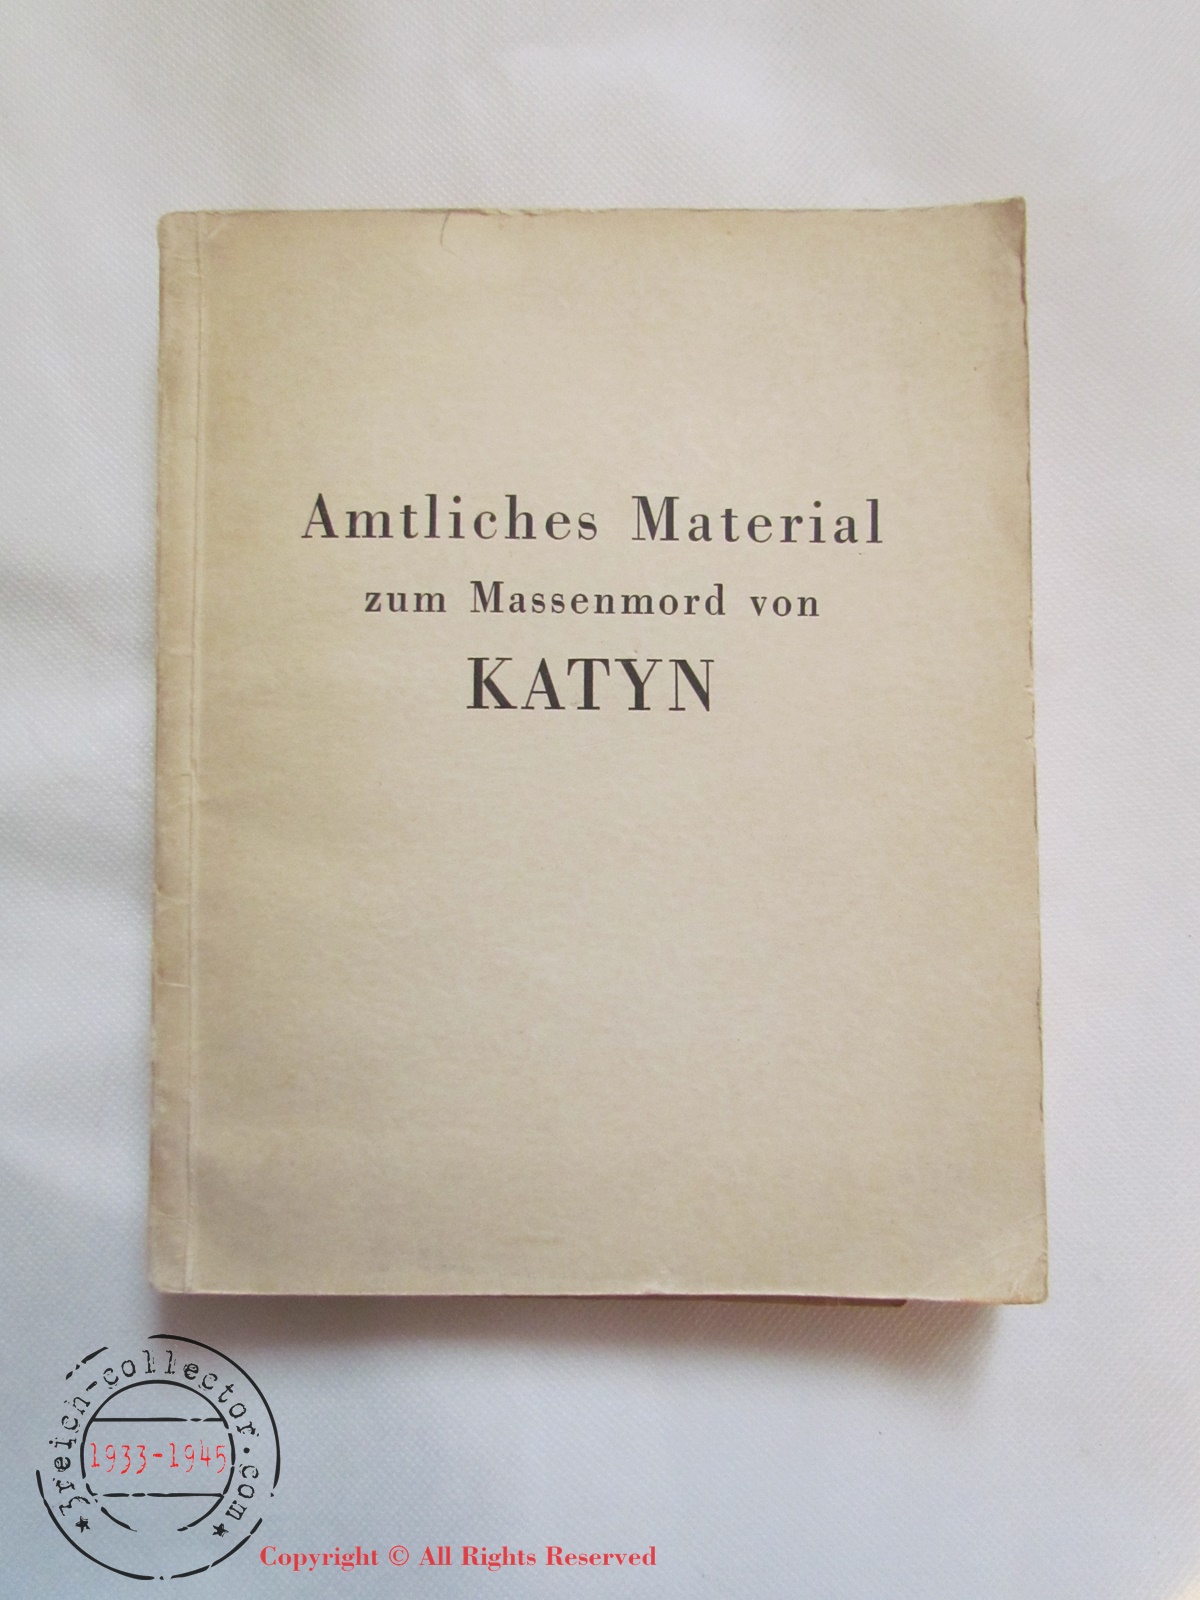 Amtliches Material
zum Massenmord von
KATYN
3reich-collector.com
1933-1945
Copyright © All Rights Reserved